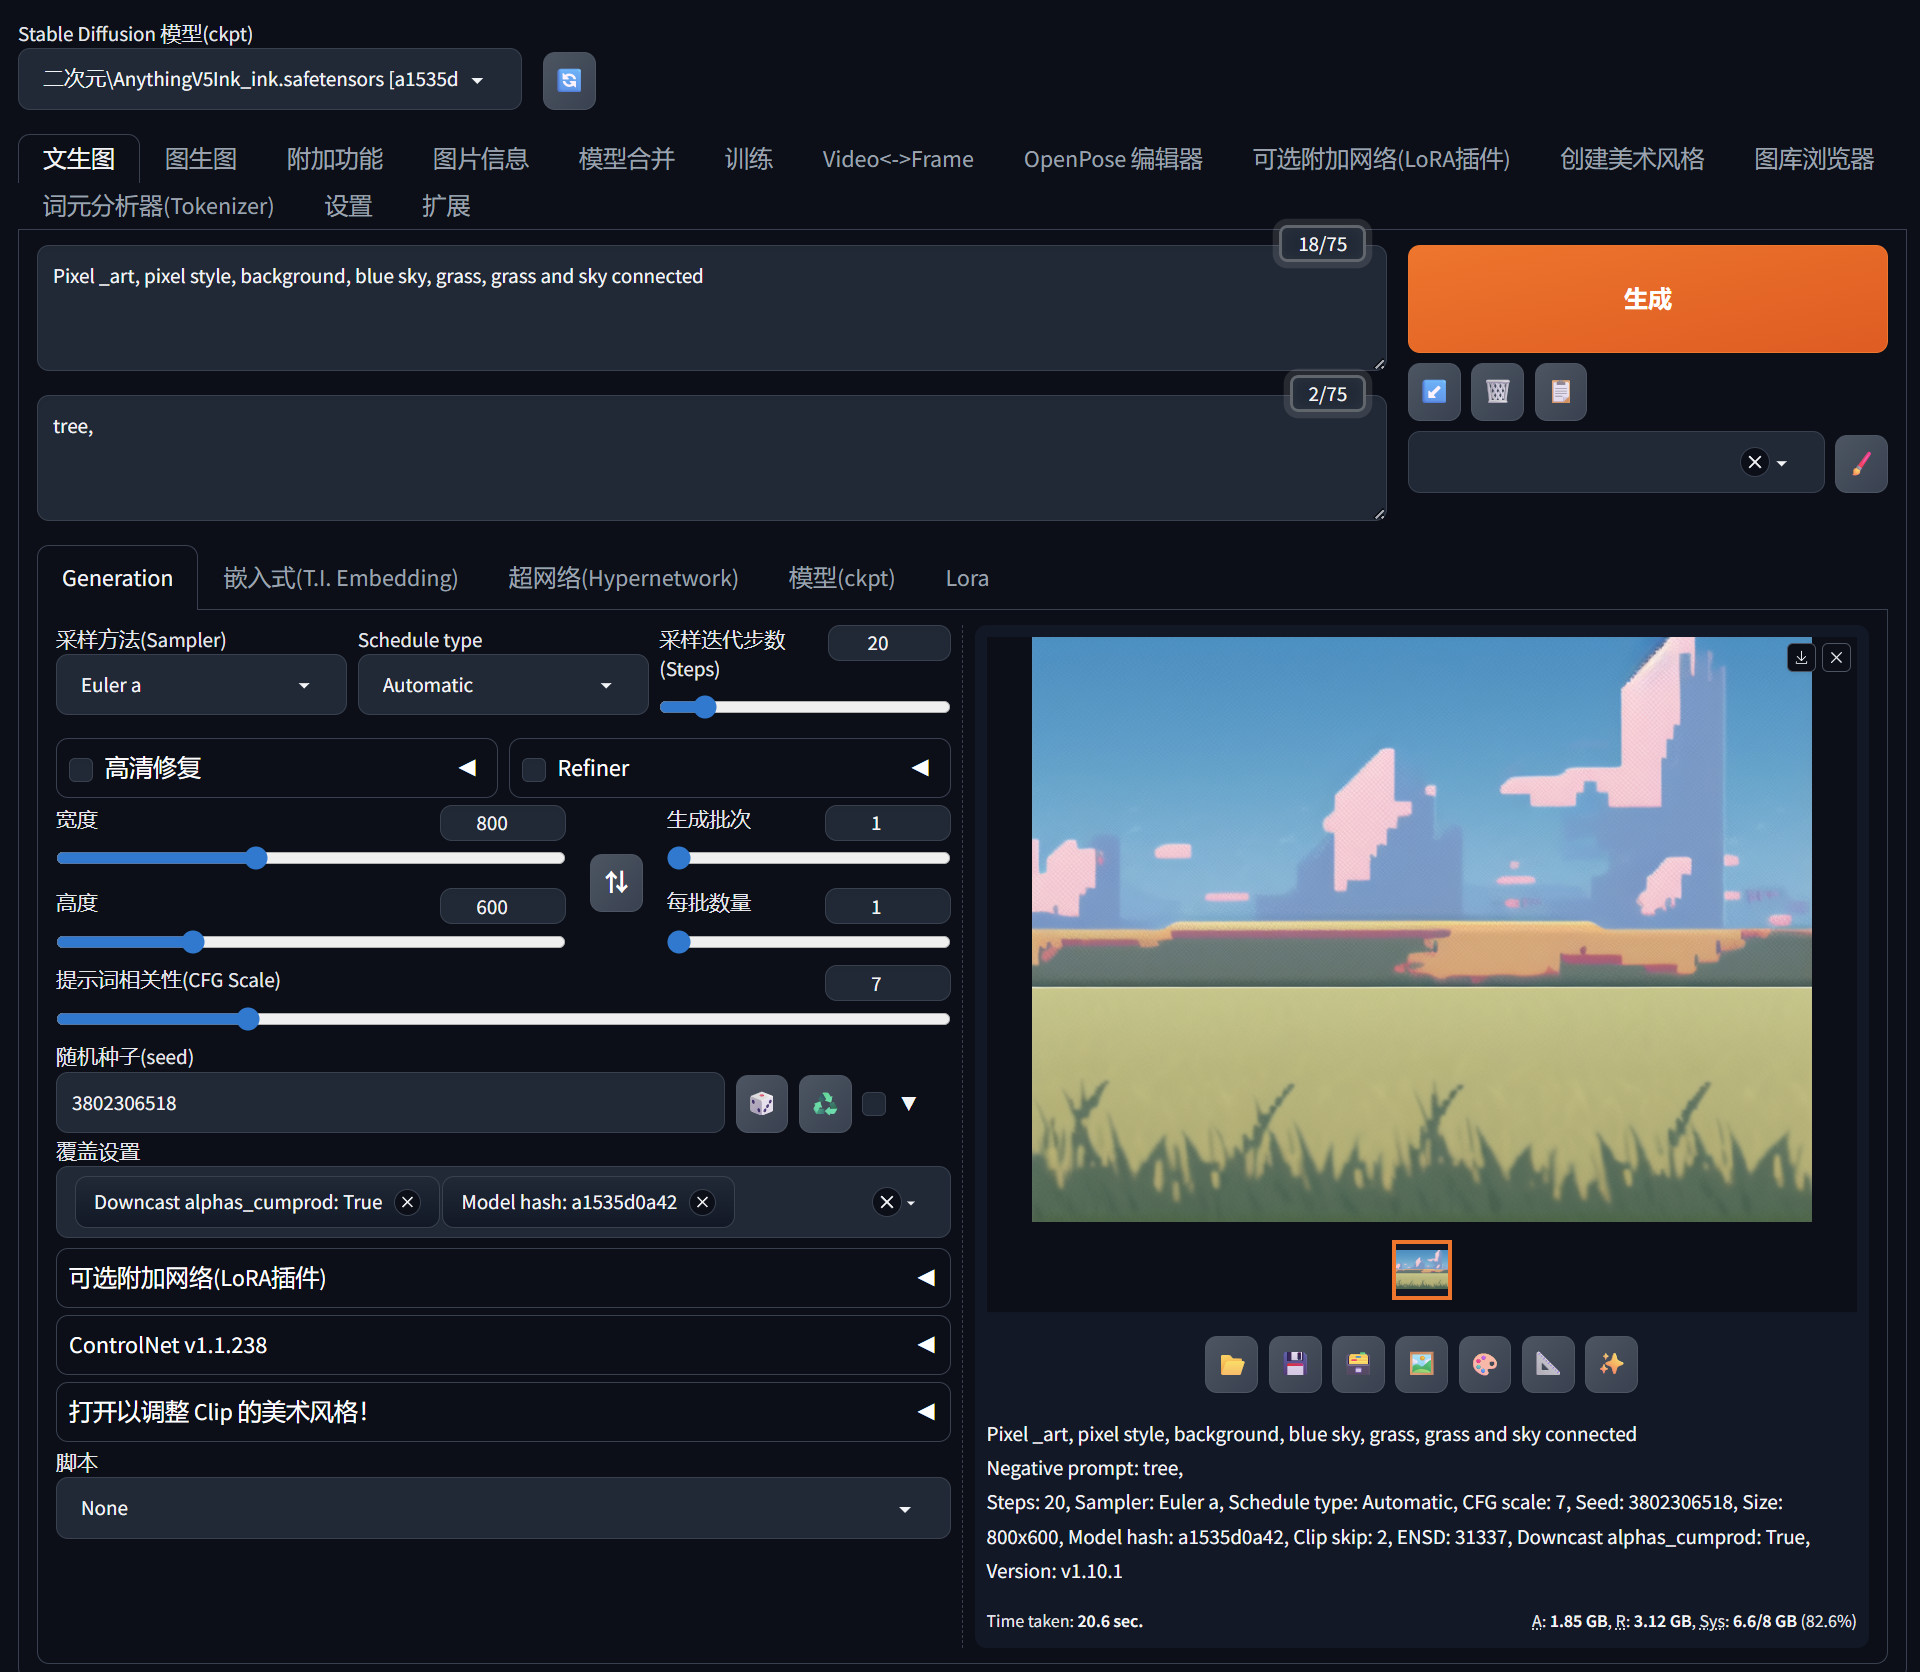 Stable Diffusion 模型(ckpt)
二次元\AnythingV5Ink_ink.safetensors [a1535d
文生图 图生图 附加功能 图片信息 模型合并 训练 Video<->Frame OpenPose 编辑器 可选附加网络(LoRA插件) 创建美术风格 图库浏览器
词元分析器(Tokenizer) 设置 扩展
18/75
Pixel _art, pixel style, background, blue sky, grass, grass and sky connected
生成
2/75
tree,
Generation 嵌入式(T.I. Embedding) 超网络(Hypernetwork) 模型(ckpt) Lora
采样方法(Sampler)
Euler a
Schedule type
Automatic
采样迭代步数
(Steps)
20
高清修复
Refiner
宽度
800
高度
600
生成批次
1
每批数量
1
提示词相关性(CFG Scale)
7
随机种子(seed)
3802306518
覆盖设置
Downcast alphas_cumprod: True
Model hash: a1535d0a42
可选附加网络(LoRA插件)
ControlNet v1.1.238
打开以调整 Clip 的美术风格!
脚本
None
Pixel _art, pixel style, background, blue sky, grass, grass and sky connected
Negative prompt: tree,
Steps: 20, Sampler: Euler a, Schedule type: Automatic, CFG scale: 7, Seed: 3802306518, Size:
800x600, Model hash: a1535d0a42, Clip skip: 2, ENSD: 31337, Downcast alphas_cumprod: True,
Version: v1.10.1
Time taken: 20.6 sec.
A: 1.85 GB, R: 3.12 GB, Sys: 6.6/8 GB (82.6%)